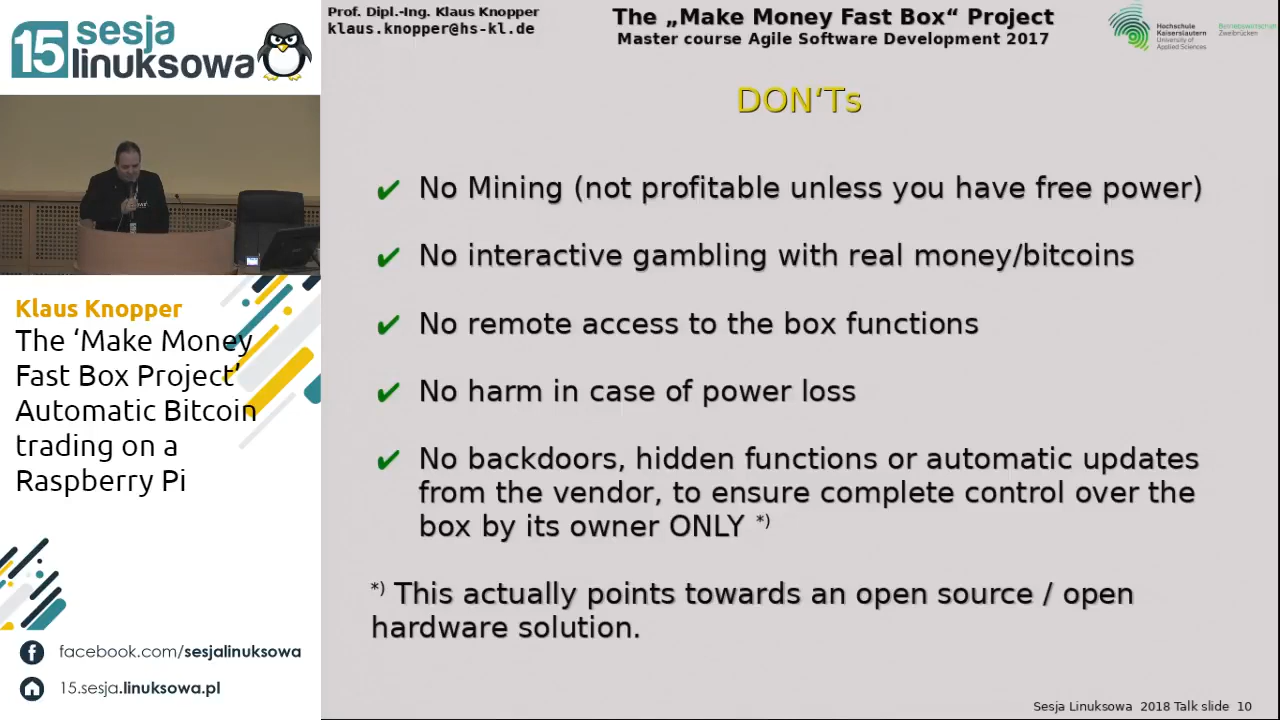 15 sesja
linuksowa
Klaus Knopper
The ‘Make Money
Fast Box Project’
Automatic Bitcoin
trading on a
Raspberry Pi
facebook.com/sesjalinuksowa
15.sesja.linuksowa.pl
Prof. Dipl.-Ing. Klaus Knopper
klaus.knopper@hs-kl.de
The „Make Money Fast Box“ Project
Master course Agile Software Development 2017
Hochschule
Kaiserslautern
University of
Applied Sciences
Betriebswirtschaft
Zweibrücken
DON‘Ts
✔ No Mining (not profitable unless you have free power)
✔ No interactive gambling with real money/bitcoins
✔ No remote access to the box functions
✔ No harm in case of power loss
✔ No backdoors, hidden functions or automatic updates
from the vendor, to ensure complete control over the
box by its owner ONLY *)
*) This actually points towards an open source / open
hardware solution.
Sesja Linuksowa 2018 Talk slide 10